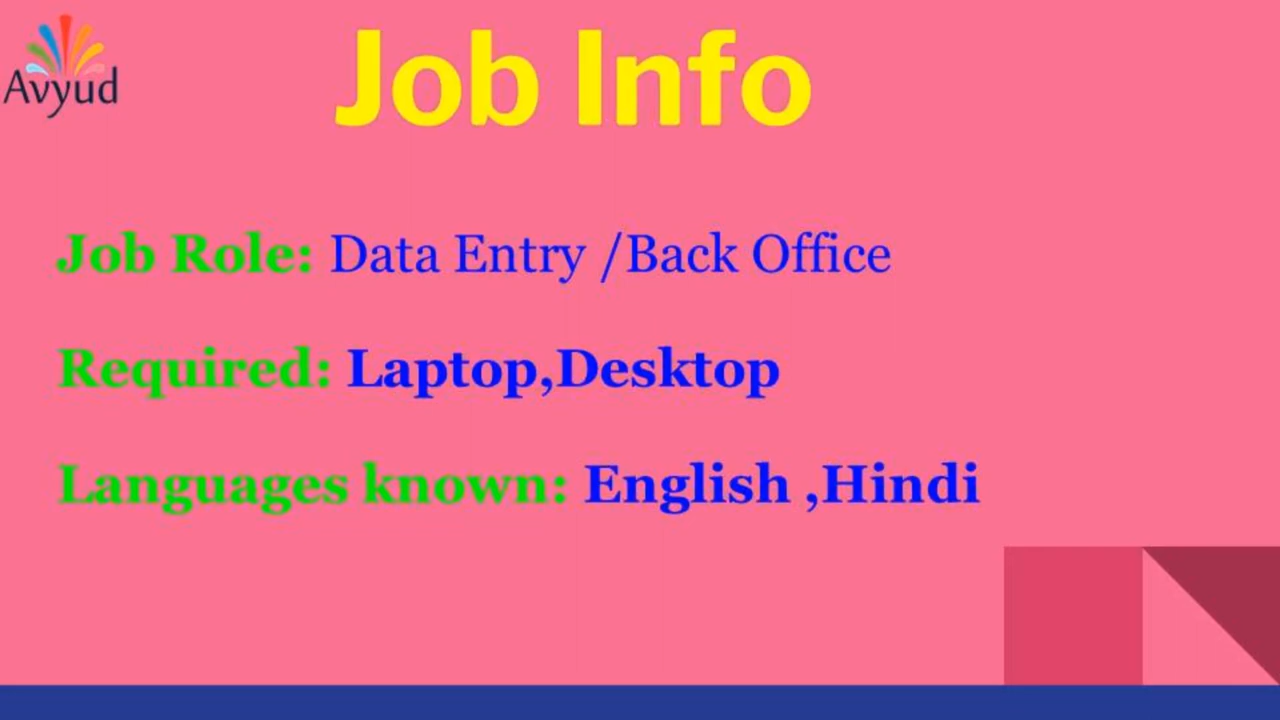 Avyud
Job Info
Job Role: Data Entry /Back Office
Required: Laptop,Desktop
Languages known: English ,Hindi